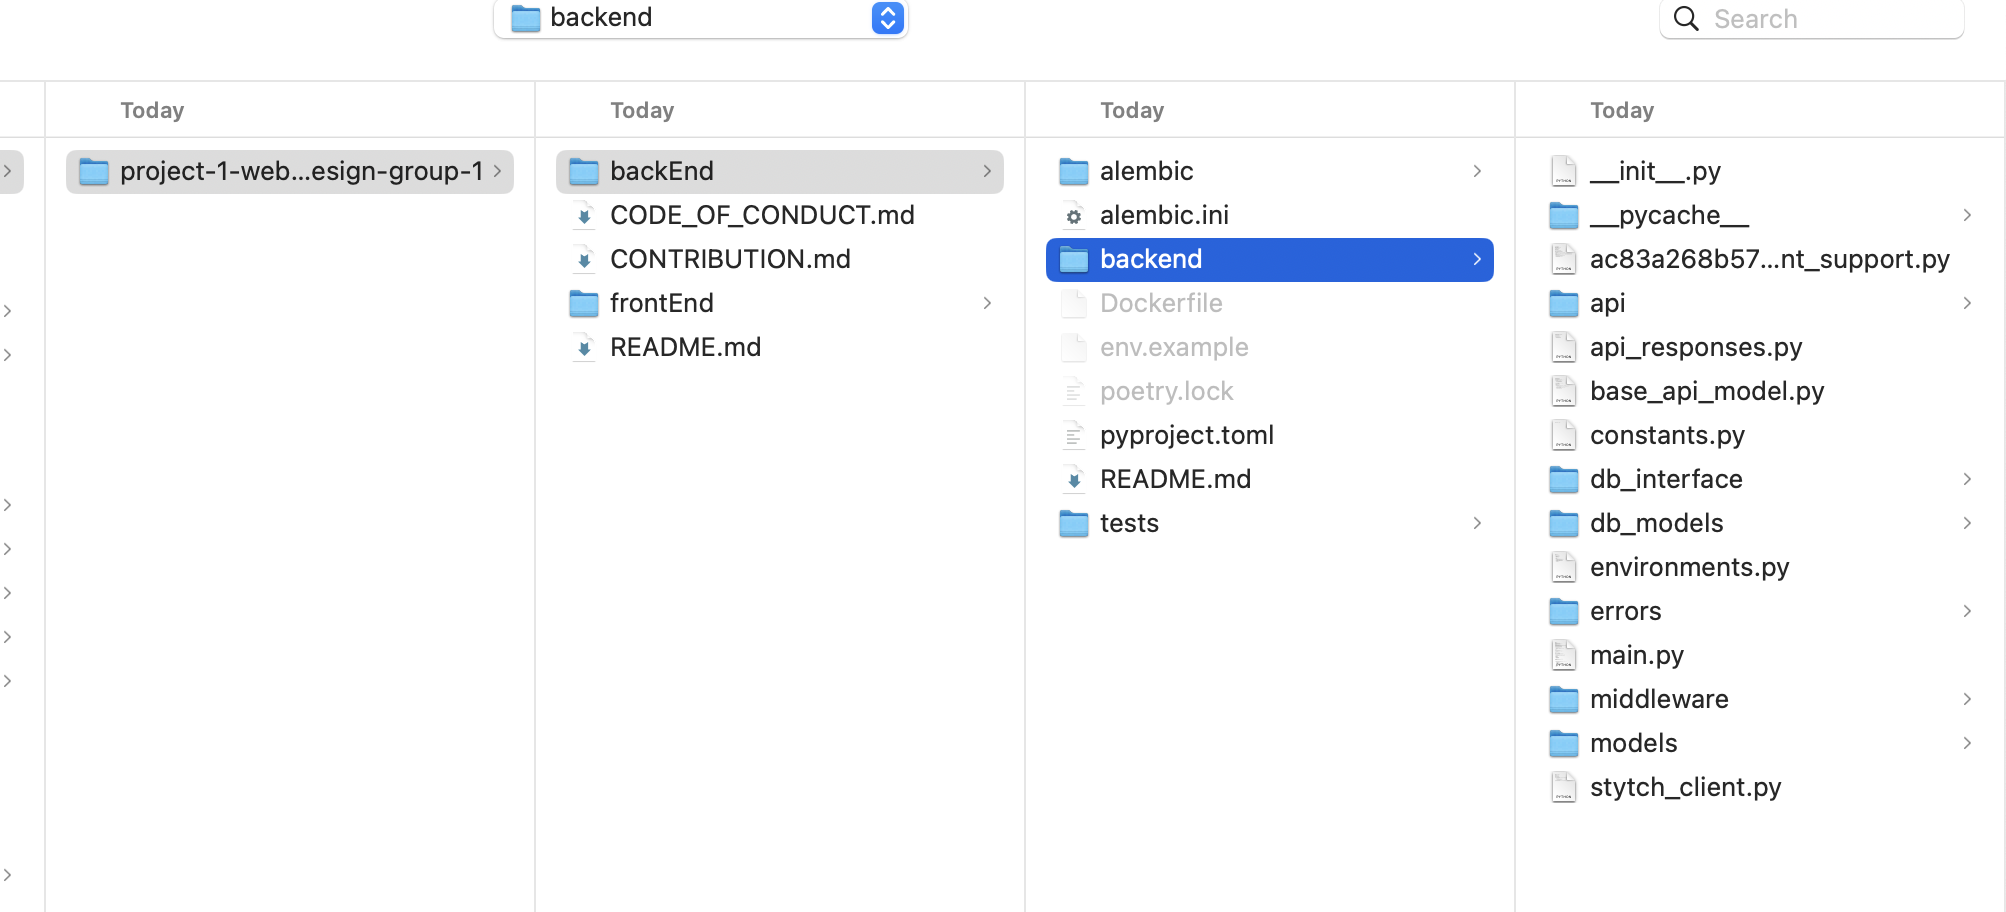 backend
Search
Today
Today
Today
Today
project-1-web...esign-group-1
backEnd
CODE_OF_CONDUCT.md
CONTRIBUTION.md
frontEnd
README.md
alembic
alembic.ini
backend
Dockerfile
env.example
poetry.lock
pyproject.toml
README.md
tests
__init__.py
__pycache__
ac83a268b57...nt_support.py
api
api_responses.py
base_api_model.py
constants.py
db_interface
db_models
environments.py
errors
main.py
middleware
models
stytch_client.py